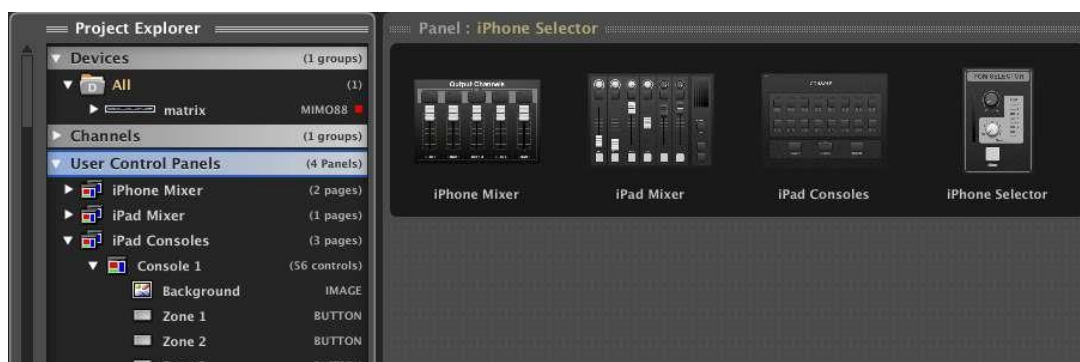 Project Explorer
Devices (1 groups)
All (1)
matrix MIMO88
Channels (1 groups)
User Control Panels (4 Panels)
iPhone Mixer (2 pages)
iPad Mixer (1 pages)
iPad Consoles (3 pages)
Console 1 (56 controls)
Background IMAGE
Zone 1 BUTTON
Zone 2 BUTTON
Panel : iPhone Selector
Output Channels
iPhone Mixer
iPad Mixer
iPad Consoles
iPhone Selector